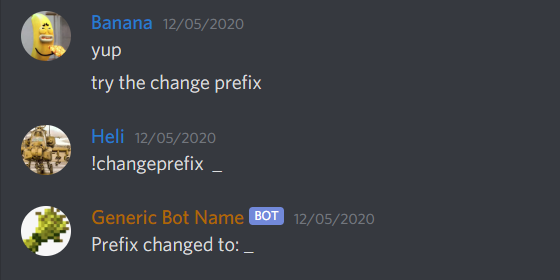 Banana 12/05/2020
yup
try the change prefix
Heli 12/05/2020
!changeprefix _
Generic Bot Name BOT 12/05/2020
Prefix changed to: _